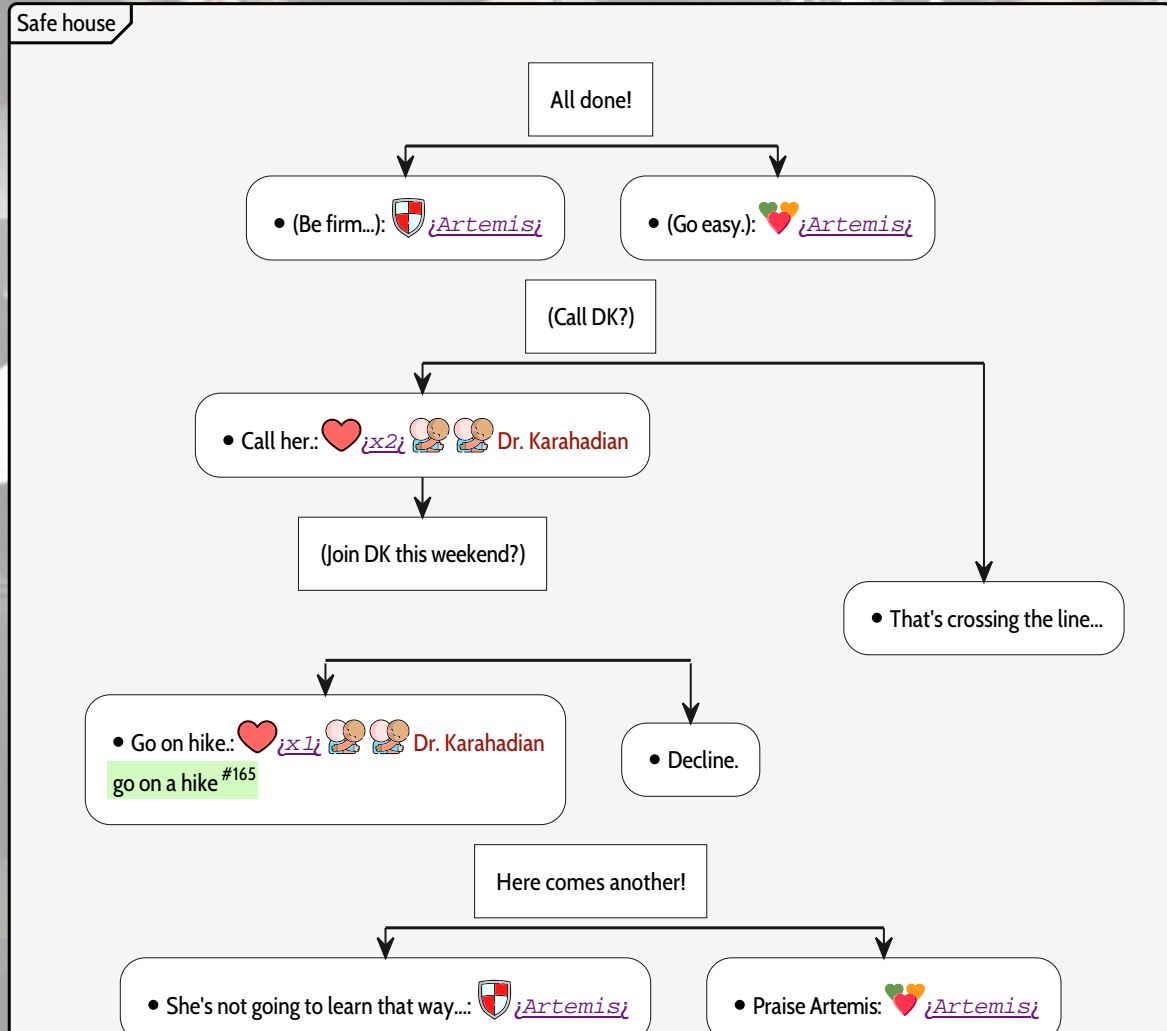 Safe house
All done!
• (Be firm...): ¡Artemis¡
• (Go easy.): ¡Artemis¡
(Call DK?)
• Call her.: ¡x2¡ Dr. Karahadian
(Join DK this weekend?)
• That's crossing the line...
• Go on hike.: ¡x1¡ Dr. Karahadian
go on a hike #165
• Decline.
Here comes another!
• She's not going to learn that way...: ¡Artemis¡
• Praise Artemis: ¡Artemis¡